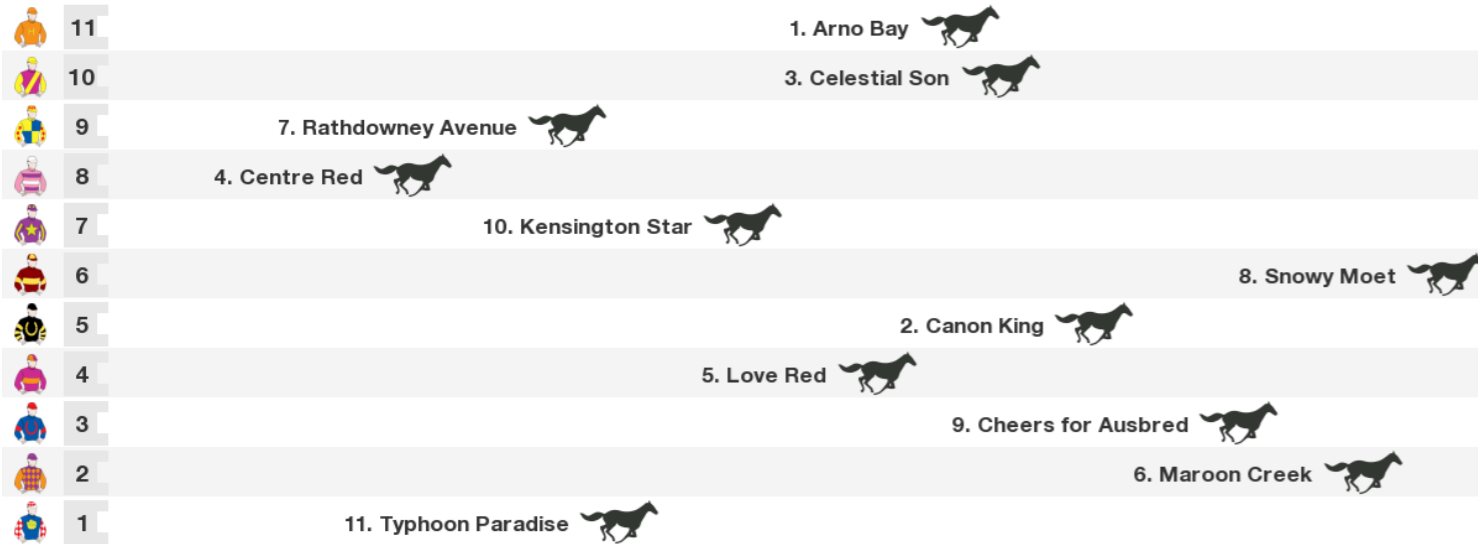 11 1. Arno Bay
10 3. Celestial Son
9 7. Rathdowney Avenue
8 4. Centre Red
7 10. Kensington Star
6 8. Snowy Moet
5 2. Canon King
4 5. Love Red
3 9. Cheers for Ausbred
2 6. Maroon Creek
1 11. Typhoon Paradise